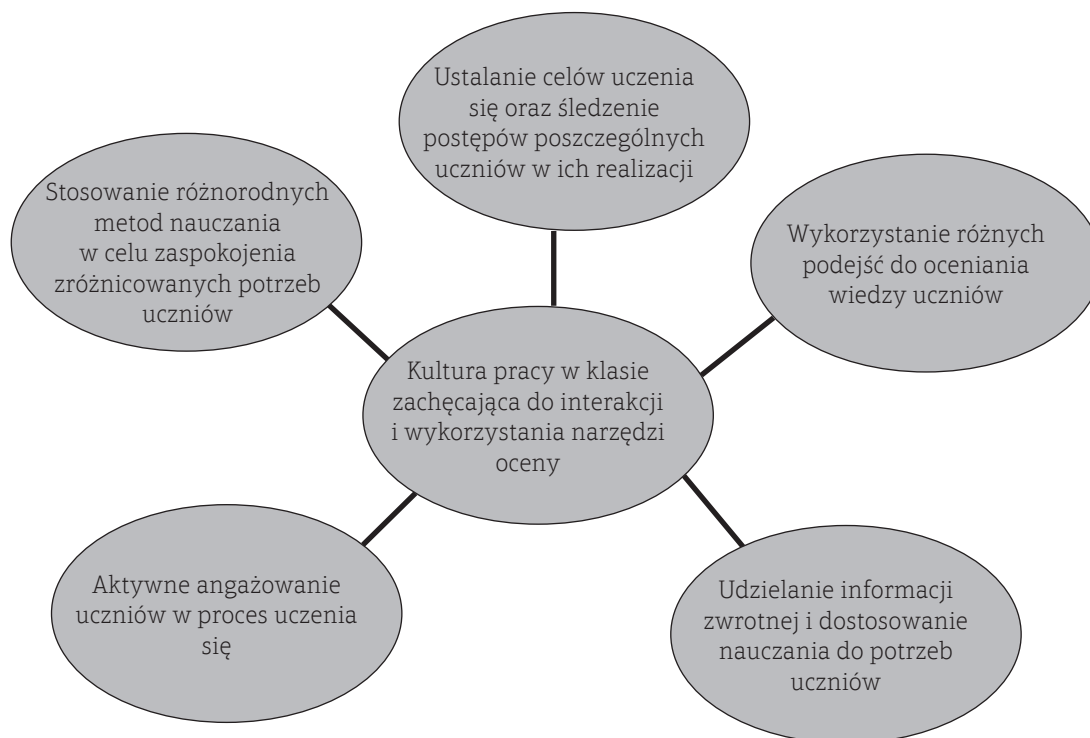 Ustalanie celów uczenia
się oraz śledzenie
postępów poszczególnych
uczniów w ich realizacji
Stosowanie różnorodnych
metod nauczania
w celu zaspokojenia
zróżnicowanych potrzeb
uczniów
Wykorzystanie różnych
podejść do oceniania
wiedzy uczniów
Kultura pracy w klasie
zachęcająca do interakcji
i wykorzystania narzędzi
oceny
Aktywne angażowanie
uczniów w proces uczenia
się
Udzielanie informacji
zwrotnej i dostosowanie
nauczania do potrzeb
uczniów